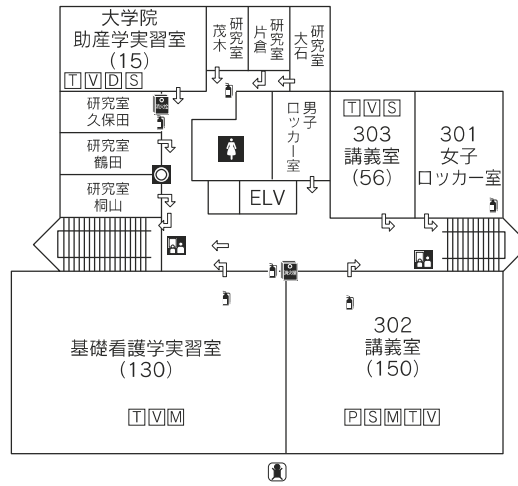 大学院
助産学実習室
(15)
TVDS
研究室
茂木
研究室
片倉
研究室
大石
研究室
久保田
研究室
鶴田
研究室
桐山
男子
ロッカー室
ELV
TVS
303
講義室
(56)
301
女子
ロッカー室
基礎看護学実習室
(130)
TVM
302
講義室
(150)
PSMTV